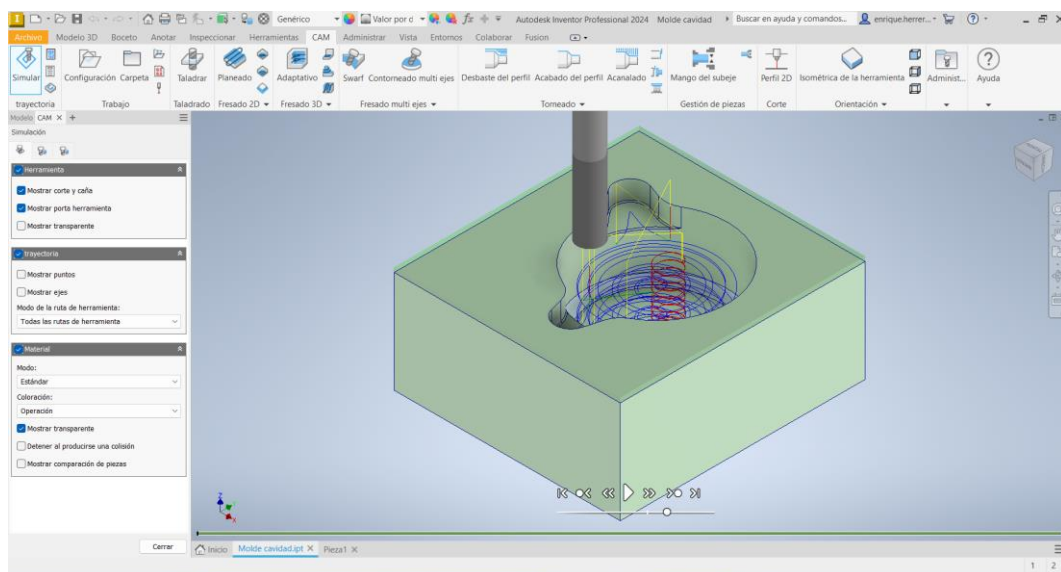 Genérico Valor por d Autodesk Inventor Professional 2024 Molde cavidad Buscar en ayuda y comandos... enrique.herrer...
Archivo Modelo 3D Boceto Anotar Inspeccionar Herramientas CAM Administrar Vista Entornos Colaborar Fusion
Simular Configuración Carpeta Taladrar Planeado Adaptativo Swarf Contorneado multi ejes Desbaste del perfil Acabado del perfil Acanalado Mango del subeje Perfil 2D Isométrica de la herramienta Administ... Ayuda
trayectoria Trabajo Taladrado Fresado 2D Fresado 3D Fresado multi ejes Torneado Gestión de piezas Corte Orientación
Modelo CAM X +
Simulación
Herramienta
Mostrar corte y caña
Mostrar porta herramienta
Mostrar transparente
trayectoria
Mostrar puntos
Mostrar ejes
Modo de la ruta de herramienta:
Todas las rutas de herramienta
Material
Modo:
Estándar
Coloración:
Operación
Mostrar transparente
Detener al producirse una colisión
Mostrar comparación de piezas
Z
X
Cerrar Inicio Molde cavidad.ipt X Pieza1 X
1 2